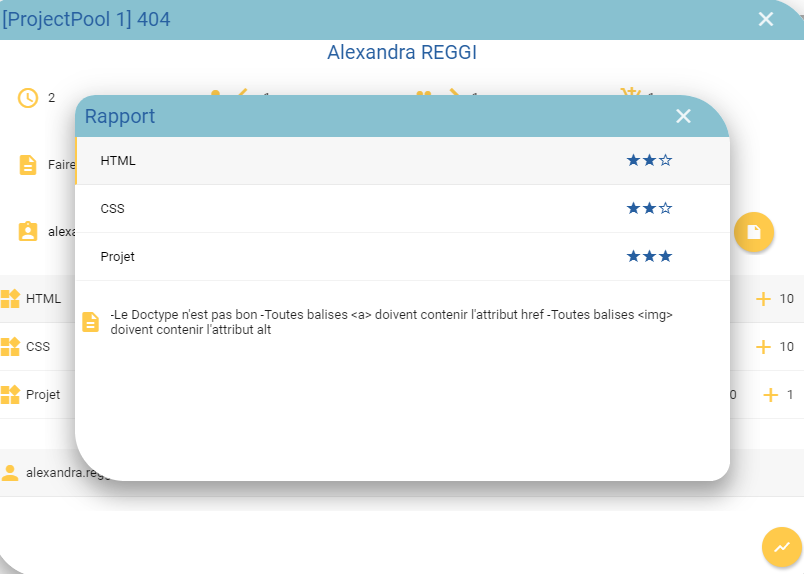 [ProjectPool 1] 404
Alexandra REGGI
2
Rapport
HTML
Faire
CSS
alexa
Projet
HTML
10
-Le Doctype n'est pas bon -Toutes balises <a> doivent contenir l'attribut href -Toutes balises <img>
doivent contenir l'attribut alt
CSS
10
Projet
0
1
alexandra.reg